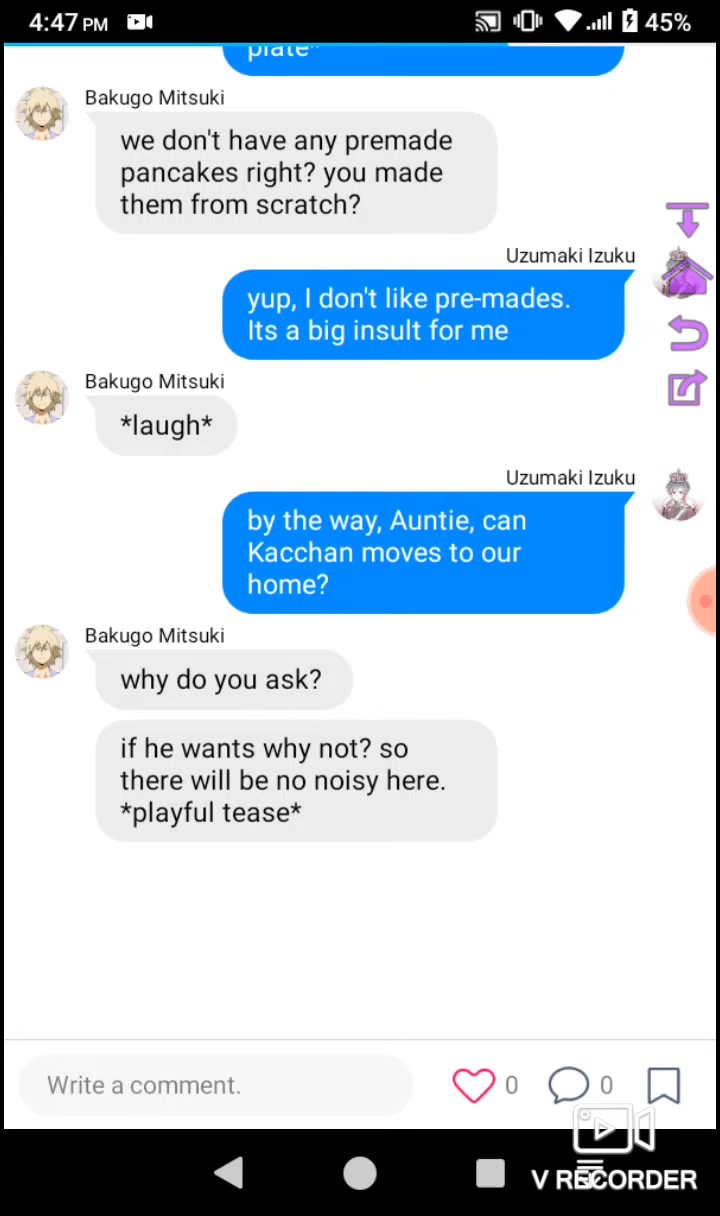 4:47 PM
45%
plate*
Bakugo Mitsuki
we don't have any premade
pancakes right? you made
them from scratch?
Uzumaki Izuku
yup, I don't like pre-mades.
Its a big insult for me
Bakugo Mitsuki
*laugh*
Uzumaki Izuku
by the way, Auntie, can
Kacchan moves to our
home?
Bakugo Mitsuki
why do you ask?
if he wants why not? so
there will be no noisy here.
*playful tease*
Write a comment.
0
0
V RECORDER